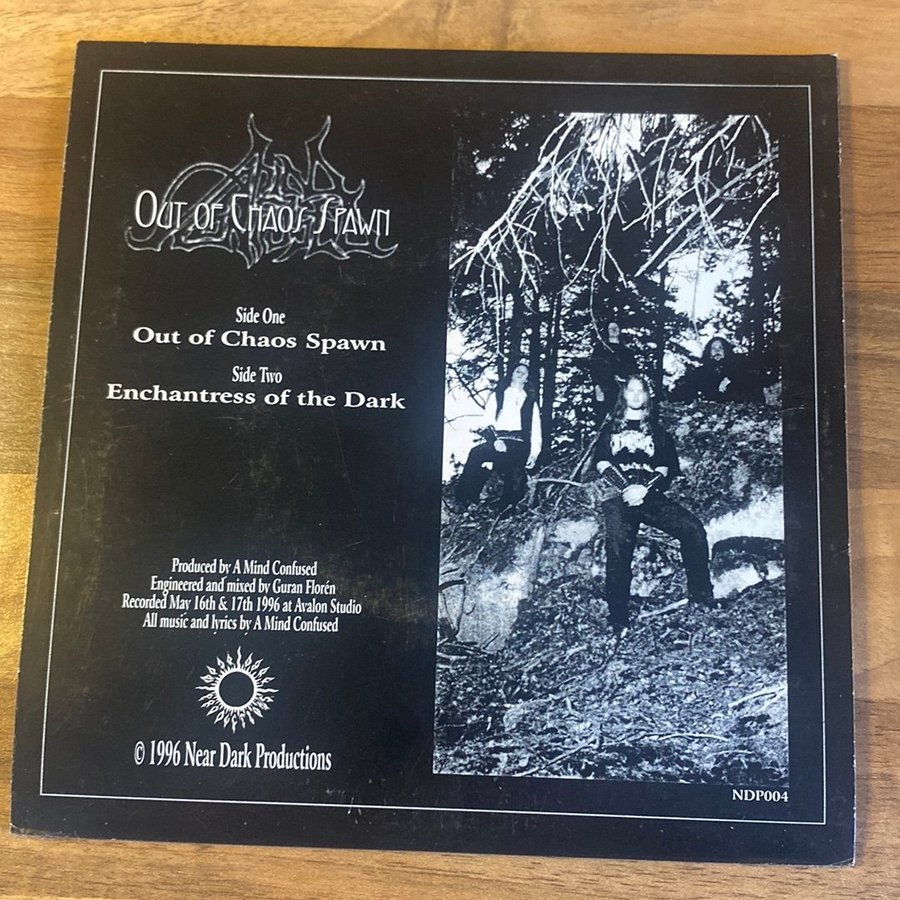 Out of Chaos Spawn
Side One
Out of Chaos Spawn
Side Two
Enchantress of the Dark
Produced by A Mind Confused
Engineered and mixed by Guran Florén
Recorded May 16th & 17th 1996 at Avalon Studio
All music and lyrics by A Mind Confused
PRODUCTIONS
© 1996 Near Dark Productions
NDP004